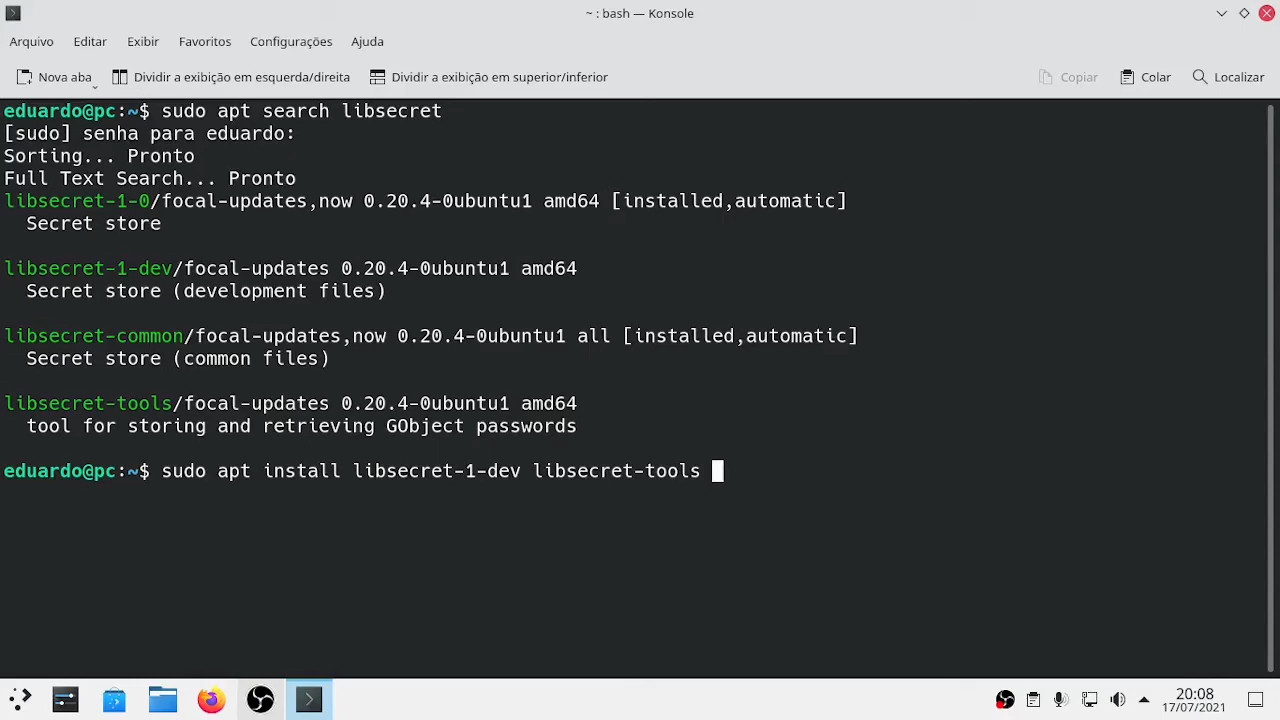 ~ : bash — Konsole
Arquivo Editar Exibir Favoritos Configurações Ajuda
Nova aba Dividir a exibição em esquerda/direita Dividir a exibição em superior/inferior Copiar Colar Localizar
eduardo@pc:~$ sudo apt search libsecret
[sudo] senha para eduardo:
Sorting... Pronto
Full Text Search... Pronto
libsecret-1-0/focal-updates,now 0.20.4-0ubuntu1 amd64 [installed,automatic]
Secret store
libsecret-1-dev/focal-updates 0.20.4-0ubuntu1 amd64
Secret store (development files)
libsecret-common/focal-updates,now 0.20.4-0ubuntu1 all [installed,automatic]
Secret store (common files)
libsecret-tools/focal-updates 0.20.4-0ubuntu1 amd64
tool for storing and retrieving GObject passwords
eduardo@pc:~$ sudo apt install libsecret-1-dev libsecret-tools
20:08
17/07/2021